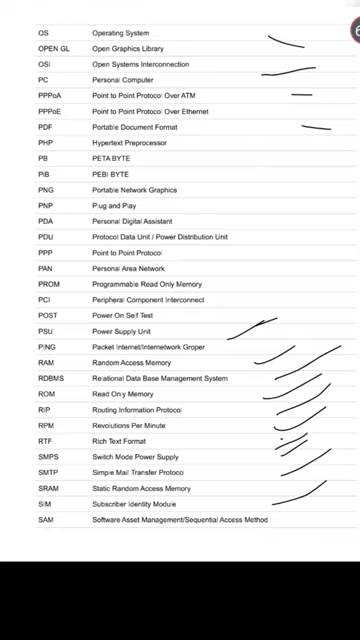 OS Operating System
OPEN GL Open Graphics Library
OSI Open Systems Interconnection
PC Personal Computer
PPPoA Point to Point Protocol Over ATM
PPPoE Point to Point Protocol Over Ethernet
PDF Portable Document Format
PHP Hypertext Preprocessor
PB PETA BYTE
PiB PEBI BYTE
PNG Portable Network Graphics
PNP Plug and Play
PDA Personal Digital Assistant
PDU Protocol Data Unit / Power Distribution Unit
PPP Point to Point Protocol
PAN Personal Area Network
PROM Programmable Read Only Memory
PCI Peripheral Component Interconnect
POST Power On Self Test
PSU Power Supply Unit
PING Packet Internet/Internetwork Groper
RAM Random Access Memory
RDBMS Relational Data Base Management System
ROM Read Only Memory
RIP Routing Information Protocol
RPM Revolutions Per Minute
RTF Rich Text Format
SMPS Switch Mode Power Supply
SMTP Simple Mail Transfer Protocol
SRAM Static Random Access Memory
SIM Subscriber Identity Module
SAM Software Asset Management/Sequential Access Method